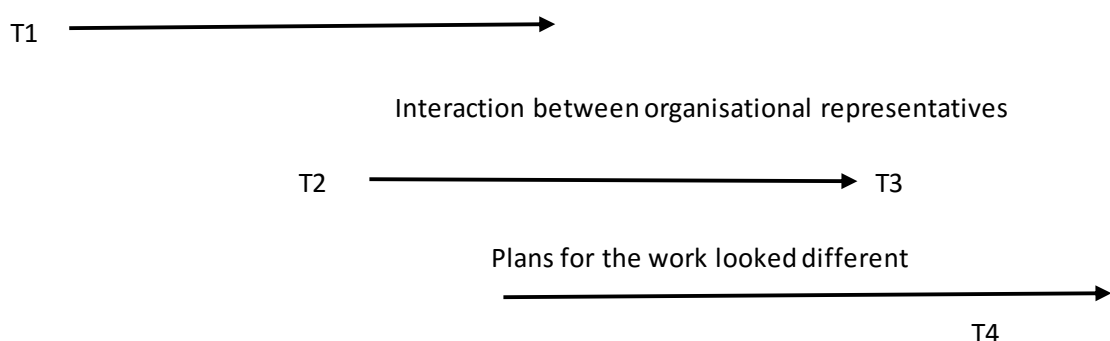 T1
Interaction between organisational representatives
T2 T3
Plans for the work looked different
T4